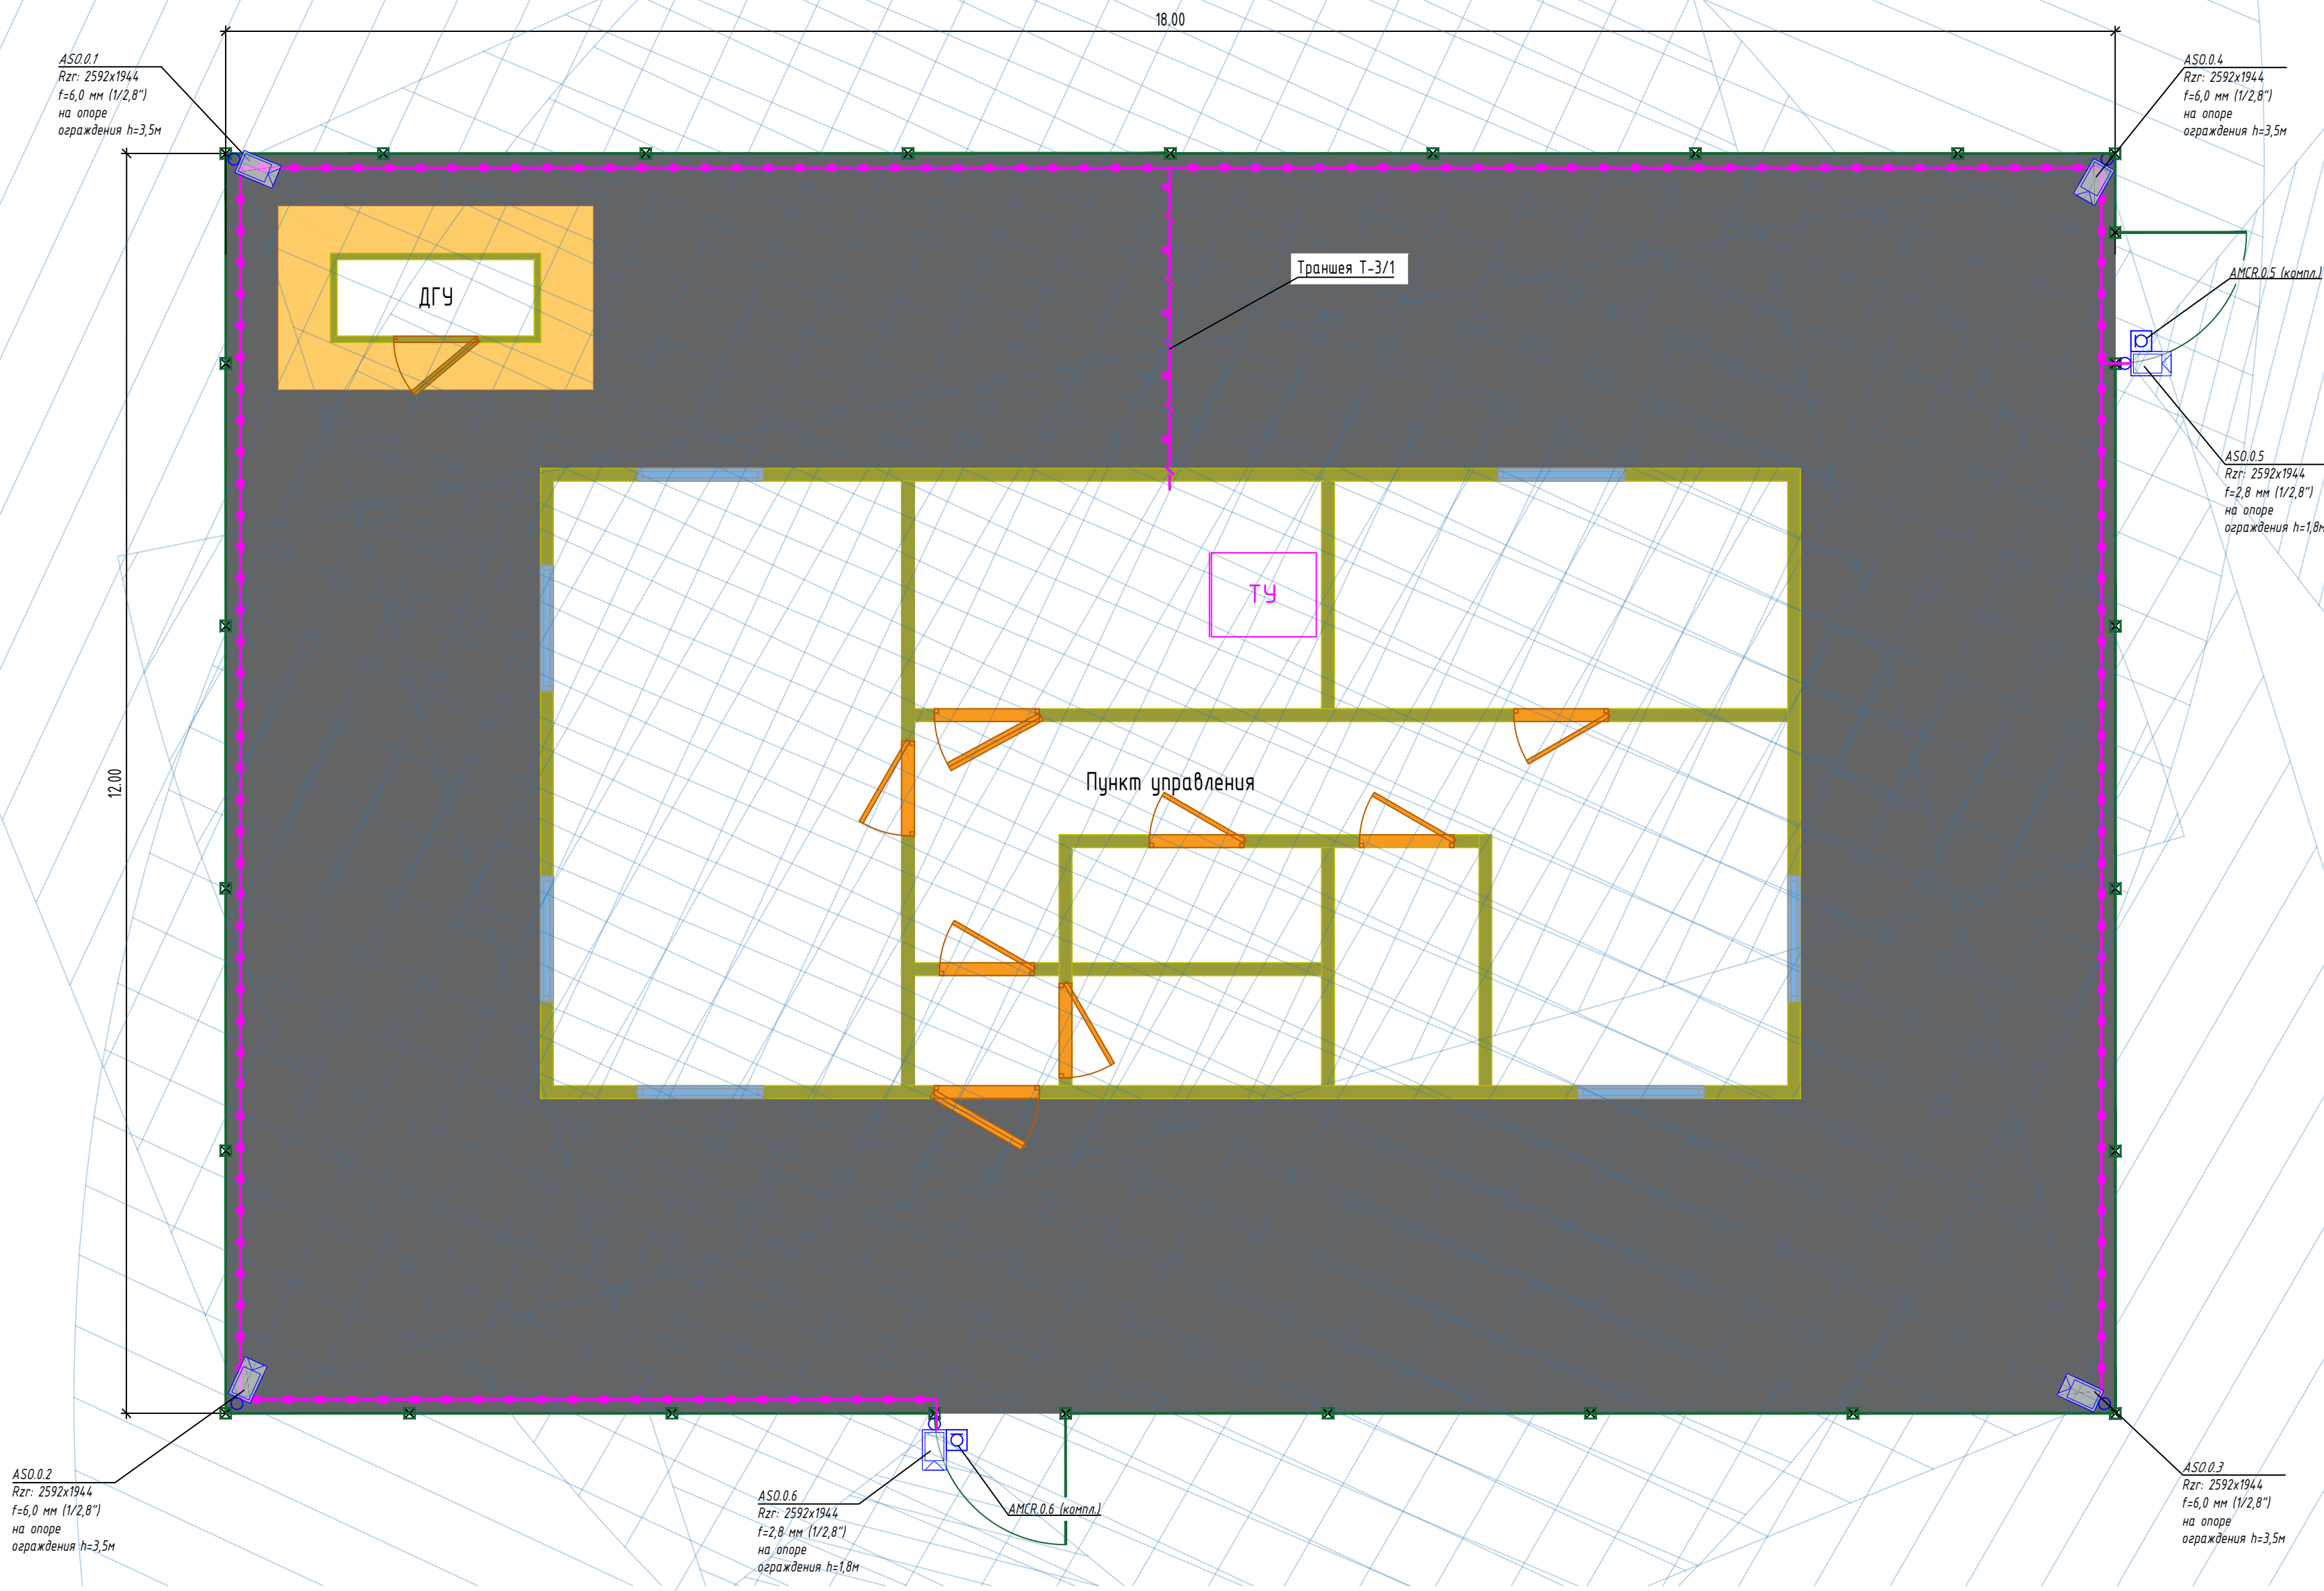 18.00
ASO.0.1
Rzr: 2592x1944
f=6,0 мм (1/2,8")
на опоре
ограждения h=3,5м
ASO.0.4
Rzr: 2592x1944
f=6,0 мм (1/2,8")
на опоре
ограждения h=3,5м
Траншея Т-3/1
AMCR.0.5 (компл.)
ДГУ
ASO.0.5
Rzr: 2592x1944
f=2,8 мм (1/2,8")
на опоре
ограждения h=1,8м
ТУ
12.00
Пункт управления
ASO.0.2
Rzr: 2592x1944
f=6,0 мм (1/2,8")
на опоре
ограждения h=3,5м
ASO.0.6
Rzr: 2592x1944
f=2,8 мм (1/2,8")
на опоре
ограждения h=1,8м
AMCR.0.6 (компл.)
ASO.0.3
Rzr: 2592x1944
f=6,0 мм (1/2,8")
на опоре
ограждения h=3,5м